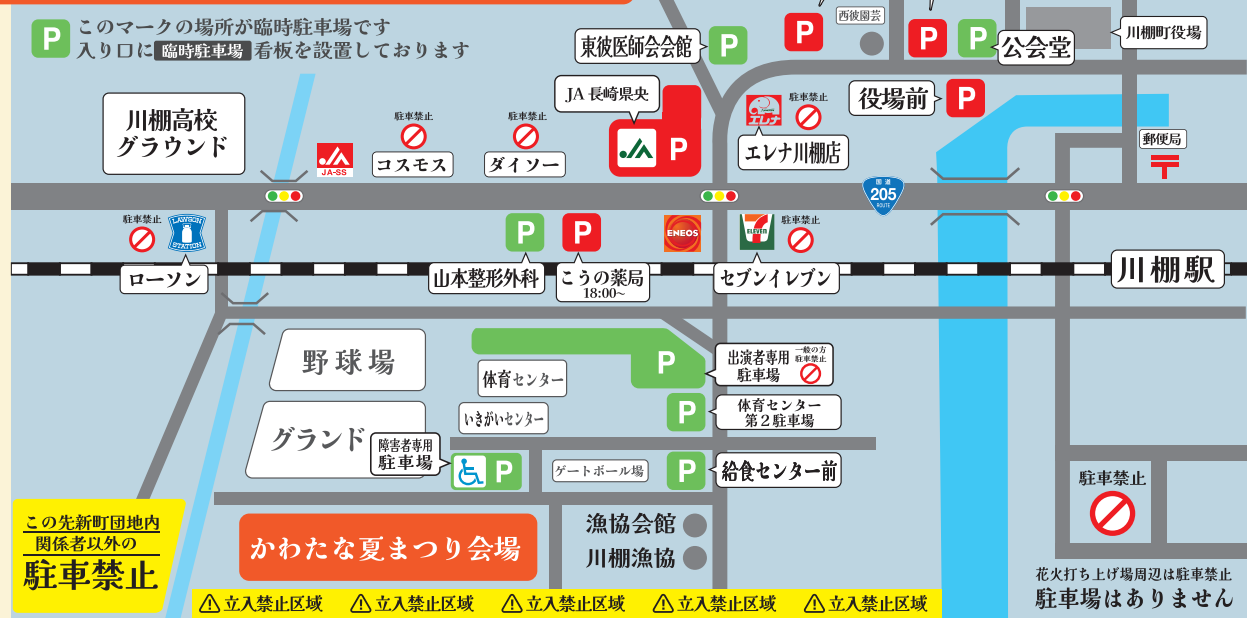 P
このマークの場所が臨時駐車場です
入り口に 臨時駐車場 看板を設置しております
東彼医師会会館
P
P
西彼園芸
P
P
公会堂
川棚町役場
JA 長崎県央
P
エレナ
駐車禁止
エレナ川棚店
役場前
P
郵便局
川棚高校
グラウンド
JA-SS
駐車禁止
コスモス
駐車禁止
ダイソー
国道
205
ROUTE
駐車禁止
LAWSON
STATION
ローソン
P
山本整形外科
P
こうの薬局
18:00~
ENEOS
ELEVEN
駐車禁止
セブンイレブン
川棚駅
野球場
P
出演者専用
駐車場
一般の方
駐車禁止
体育センター
P
体育センター
第2駐車場
いきがいセンター
グランド
障害者専用
駐車場
P
ゲートボール場
P
給食センター前
駐車禁止
この先新町団地内
関係者以外の
駐車禁止
かわたな夏まつり会場
漁協会館
川棚漁協
花火打ち上げ場周辺は駐車禁止
駐車場はありません
立入禁止区域
立入禁止区域
立入禁止区域
立入禁止区域
立入禁止区域